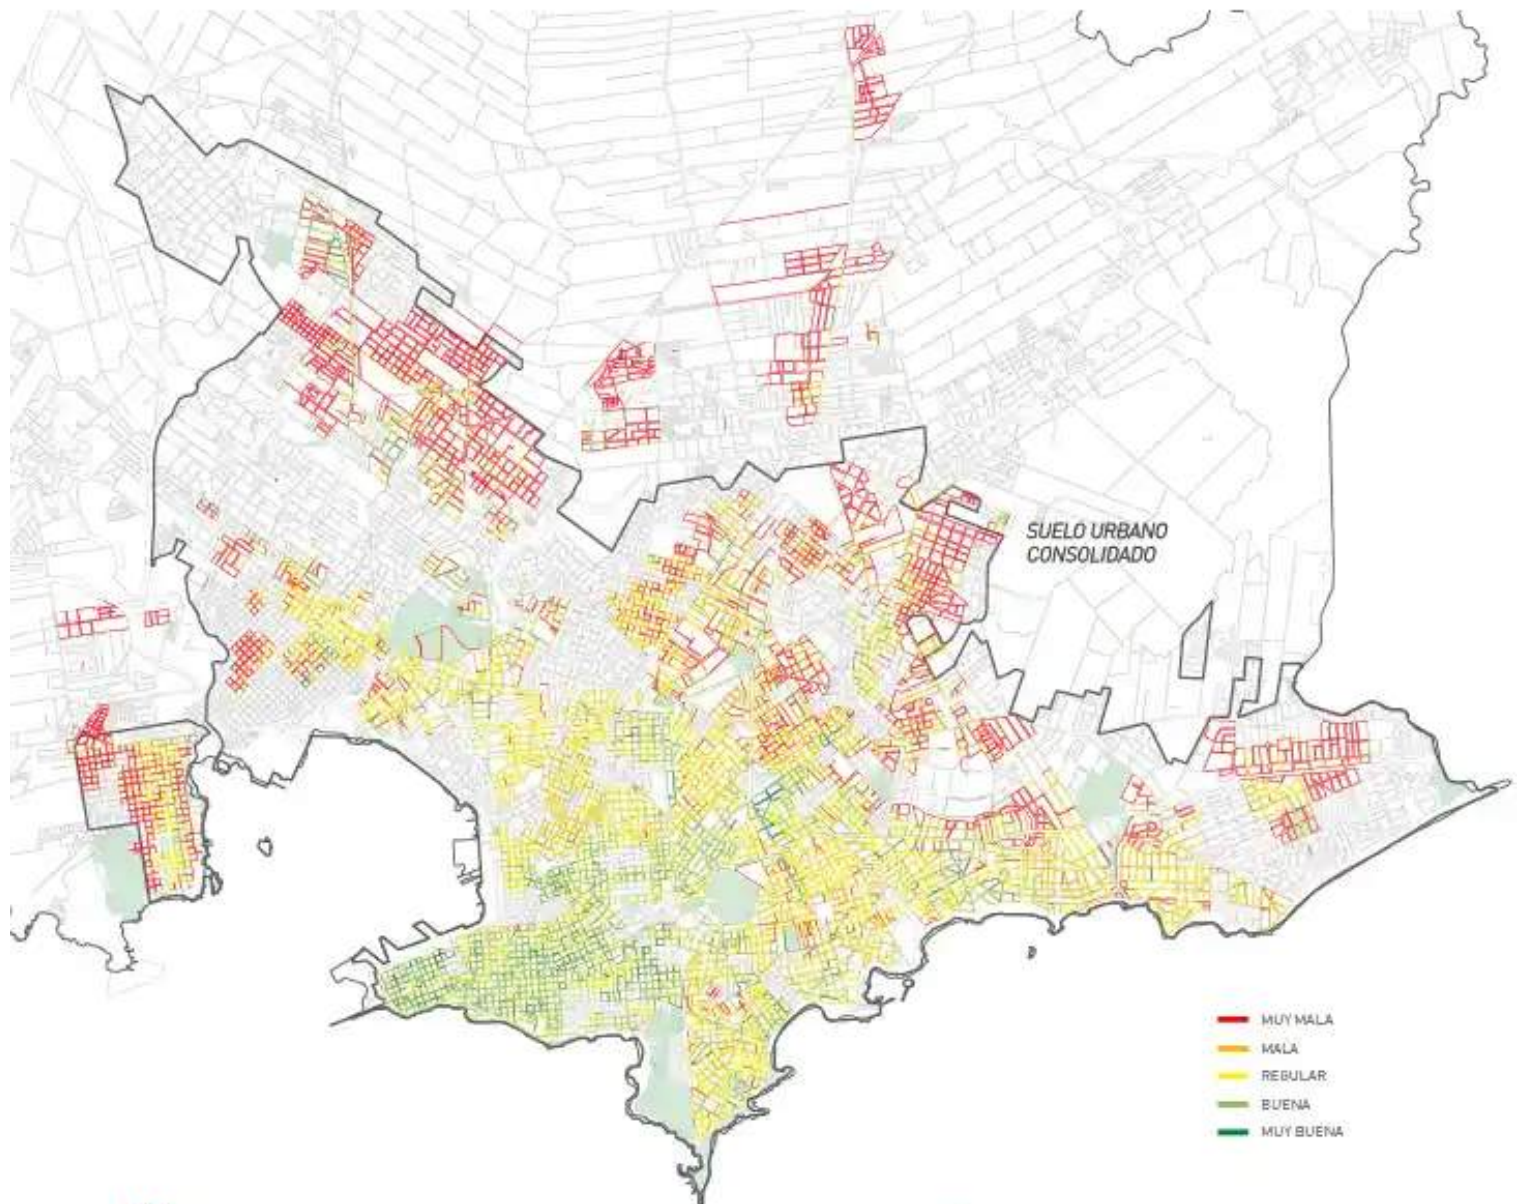 SUELO URBANO
CONSOLIDADO
MUY MALA
MALA
REGULAR
BUENA
MUY BUENA